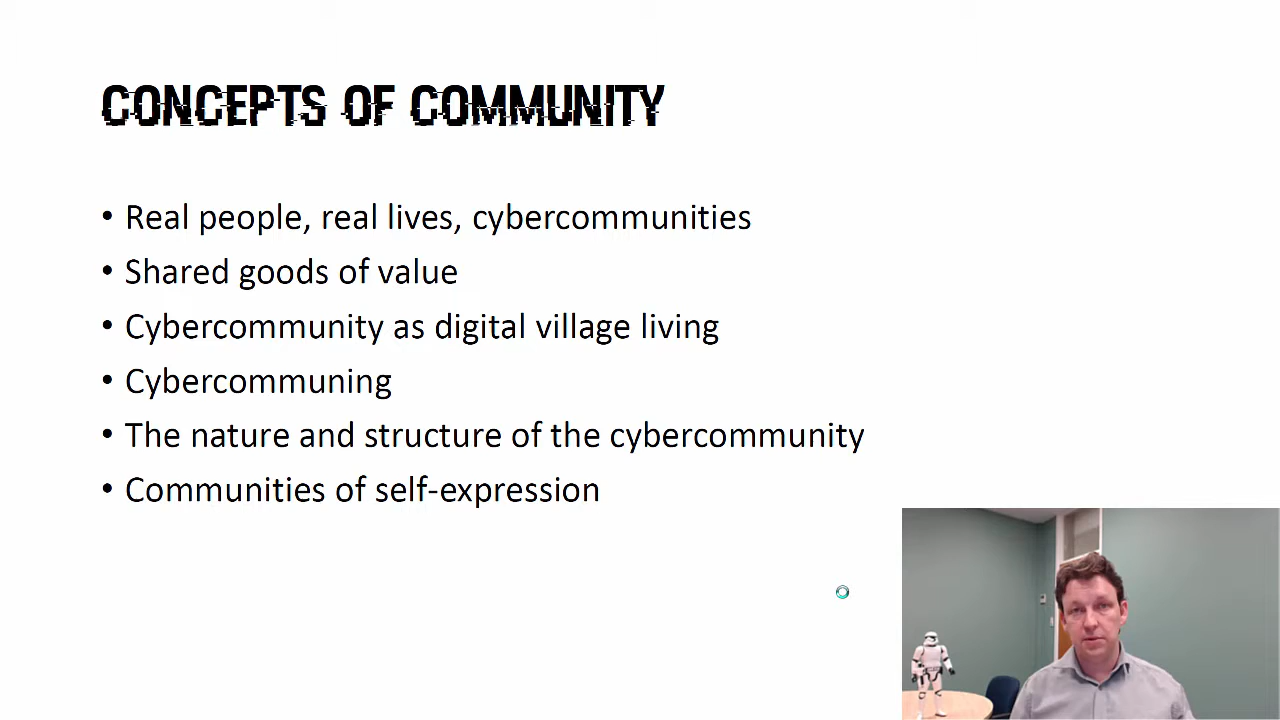 CONCEPTS OF COMMUNITY
• Real people, real lives, cybercommunities
• Shared goods of value
• Cybercommunity as digital village living
• Cybercommuning
• The nature and structure of the cybercommunity
• Communities of self-expression